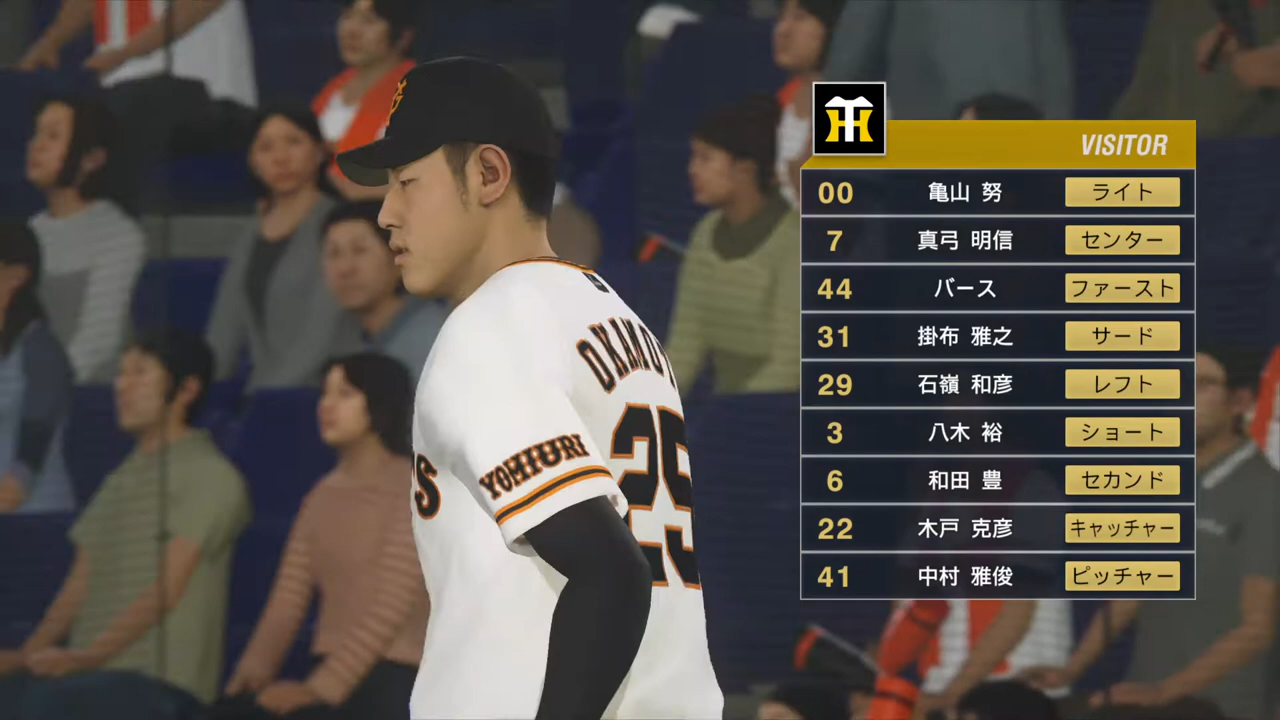 VISITOR
00 亀山 努 ライト
7 真弓 明信 センター
44 バース ファースト
31 掛布 雅之 サード
29 石嶺 和彦 レフト
3 八木 裕 ショート
6 和田 豊 セカンド
22 木戸 克彦 キャッチャー
41 中村 雅俊 ピッチャー
OKAMO
25
YOMIURI